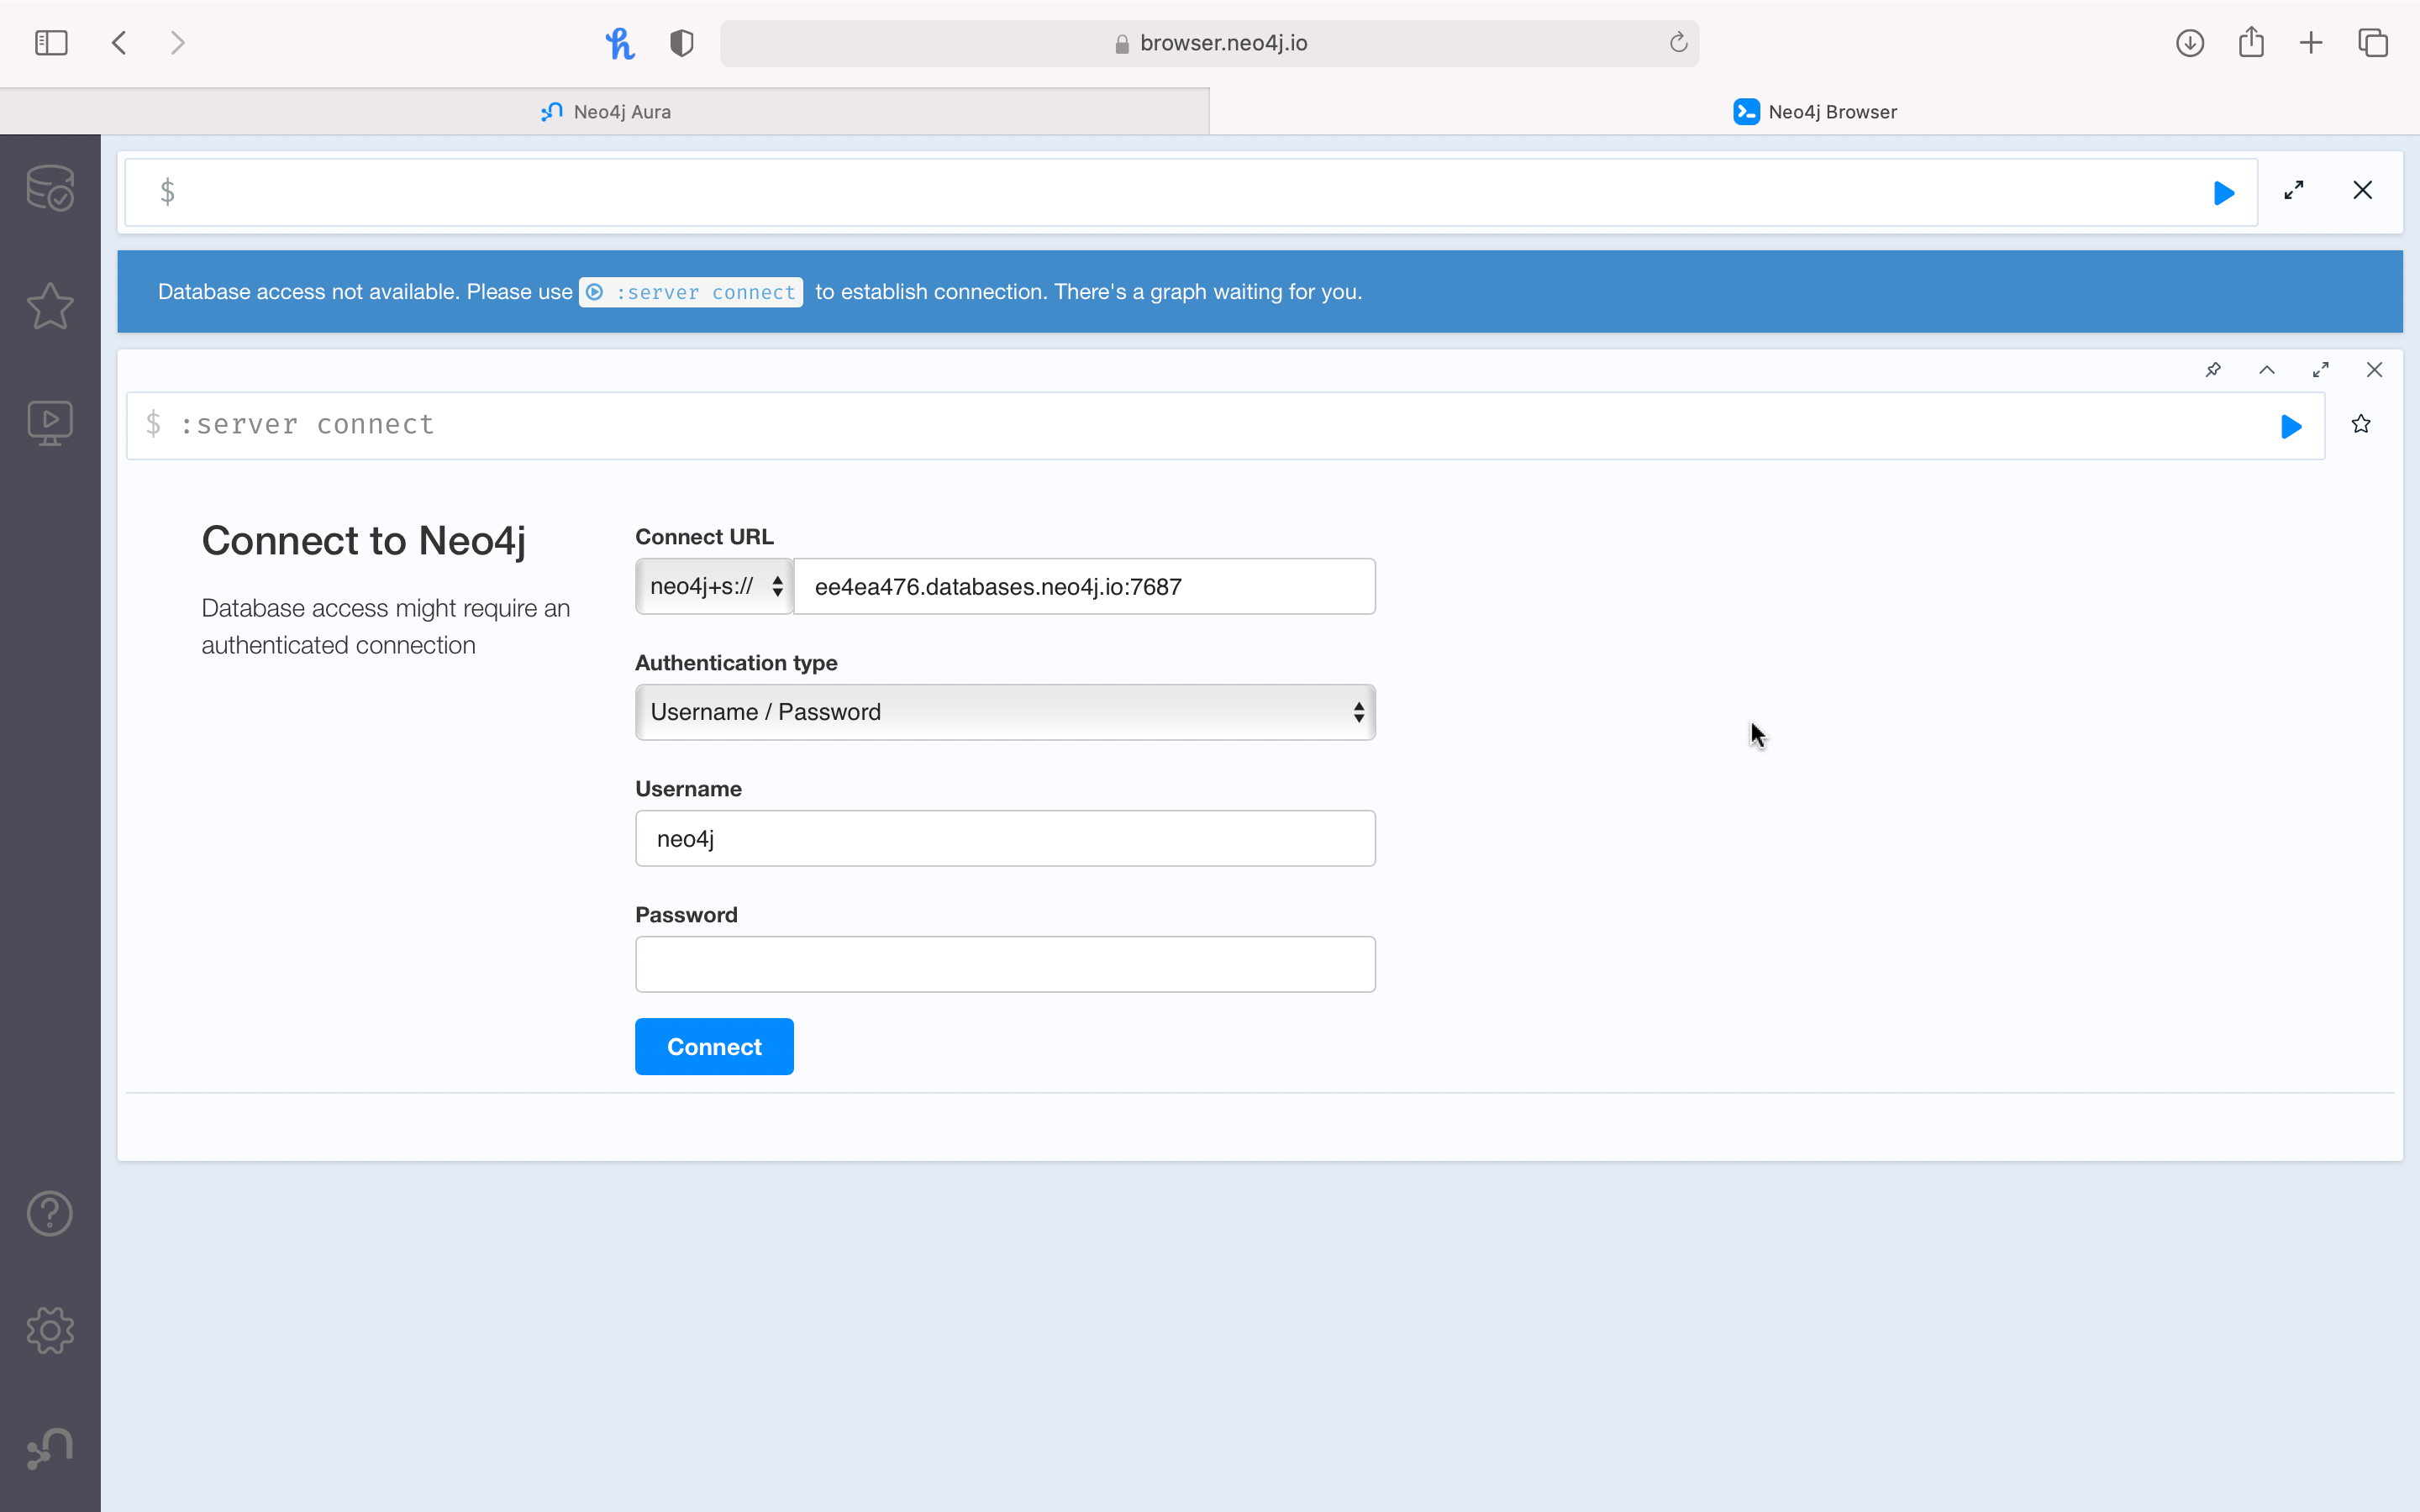 browser.neo4j.io
Neo4j Aura
Neo4j Browser
$
Database access not available. Please use :server connect to establish connection. There's a graph waiting for you.
$ :server connect
Connect to Neo4j
Database access might require an
authenticated connection
Connect URL
neo4j+s:// ee4ea476.databases.neo4j.io:7687
Authentication type
Username / Password
Username
neo4j
Password
Connect